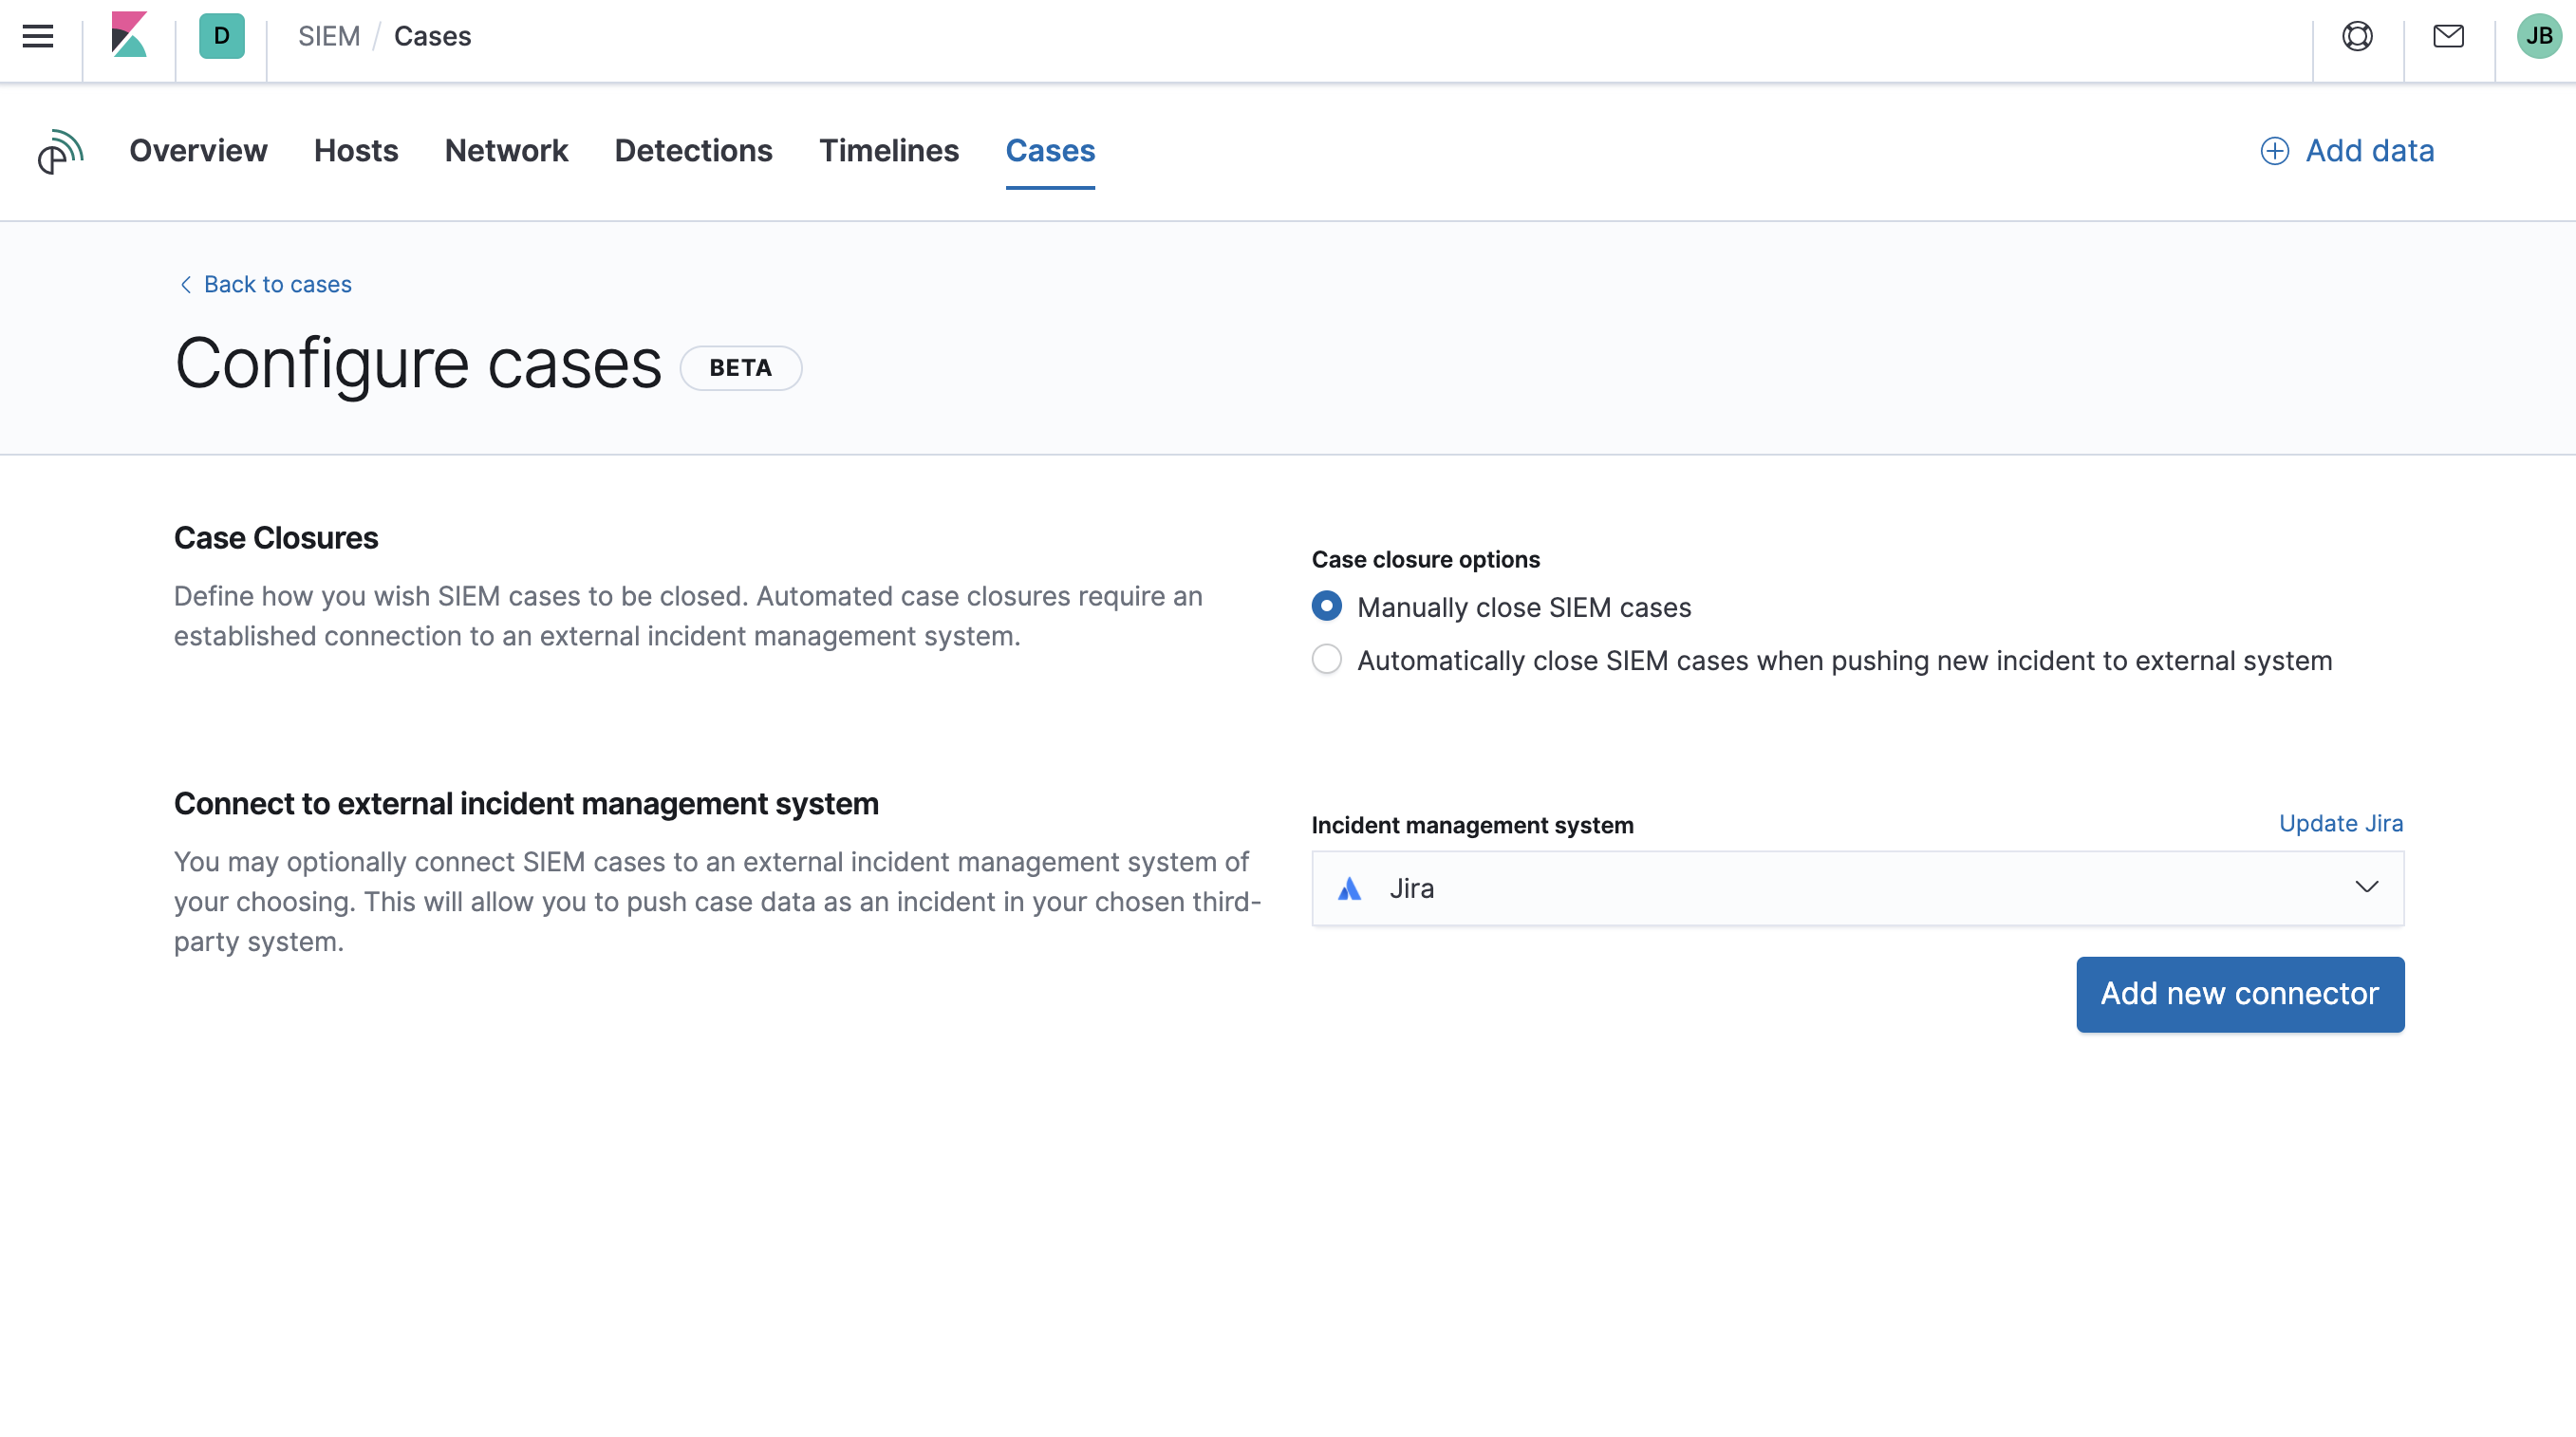 D
SIEM / Cases
JB
Overview
Hosts
Network
Detections
Timelines
Cases
Add data
Back to cases
Configure cases
BETA
Case Closures
Define how you wish SIEM cases to be closed. Automated case closures require an
established connection to an external incident management system.
Case closure options
Manually close SIEM cases
Automatically close SIEM cases when pushing new incident to external system
Connect to external incident management system
You may optionally connect SIEM cases to an external incident management system of
your choosing. This will allow you to push case data as an incident in your chosen third-
party system.
Incident management system
Update Jira
Jira
Add new connector